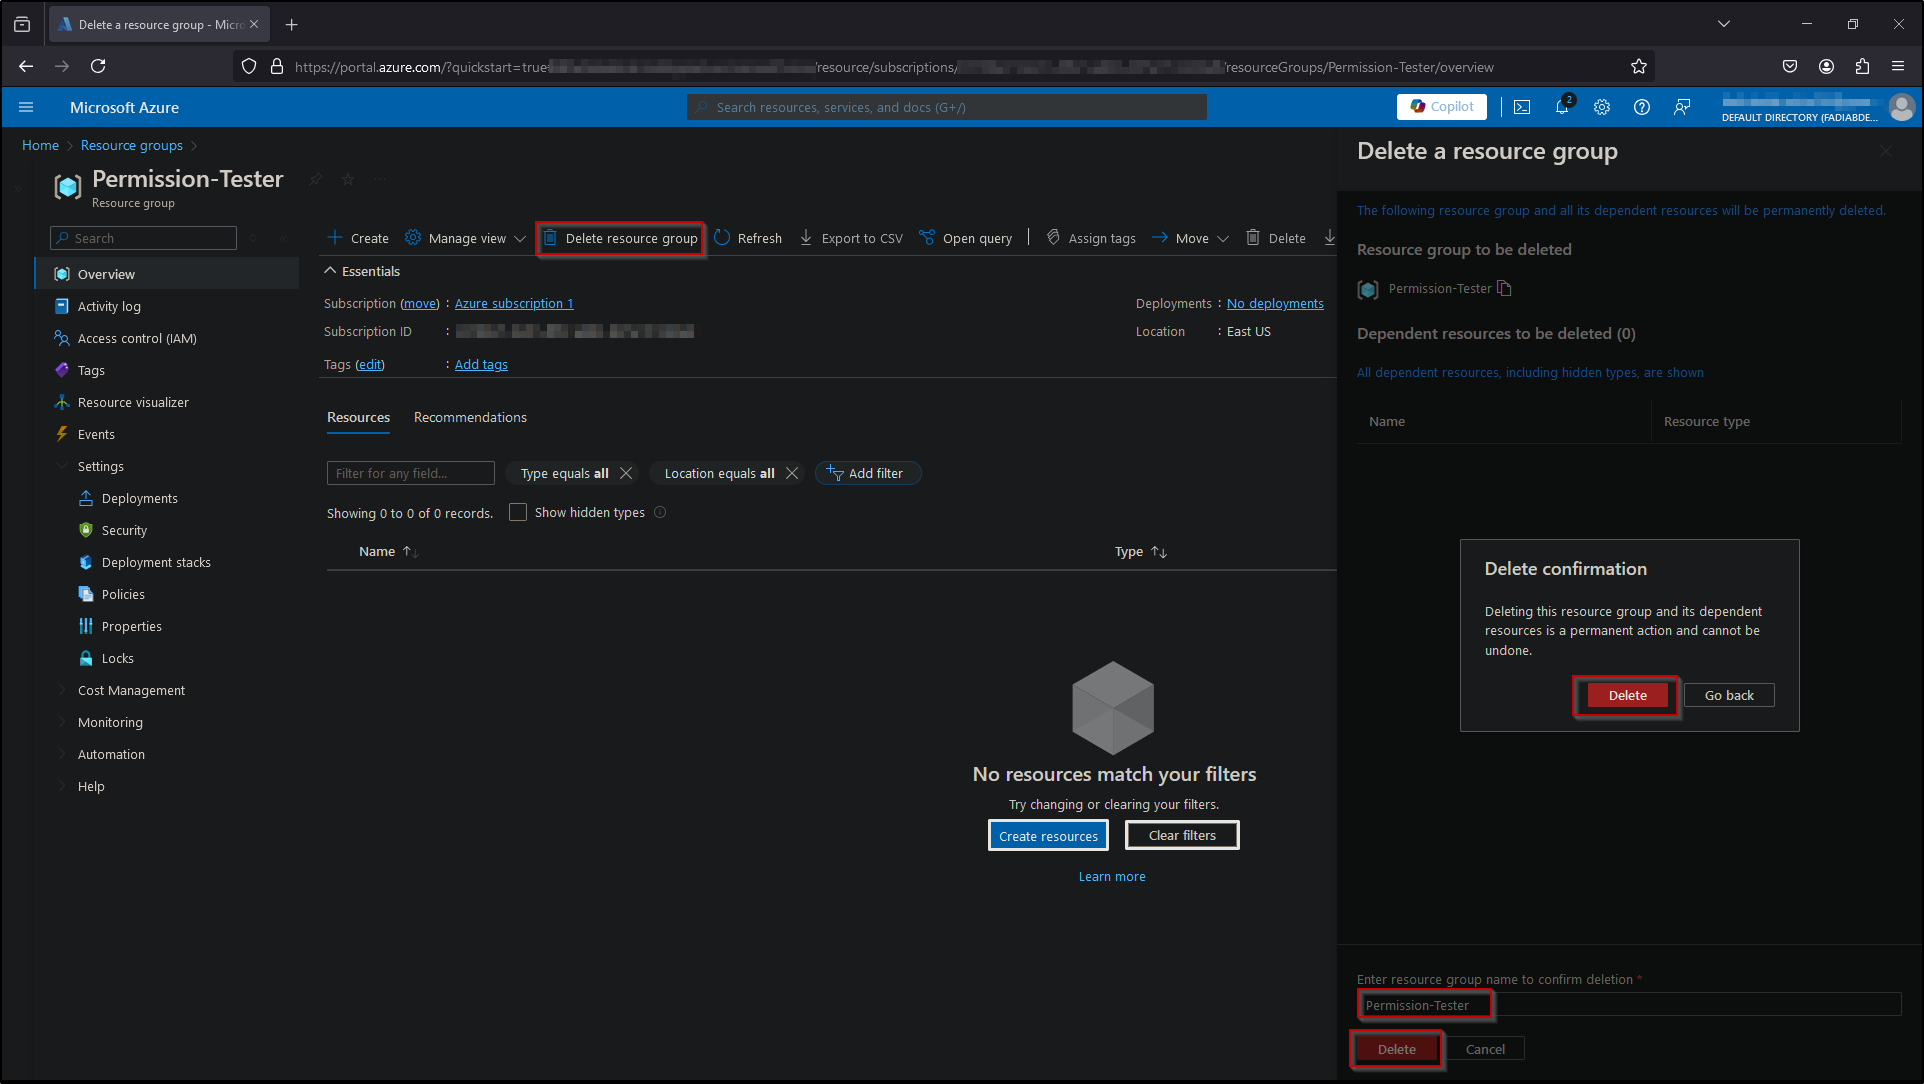 Delete a resource group - Micro
https://portal.azure.com/?quickstart=true
/resource/subscriptions/
/resourceGroups/Permission-Tester/overview
Microsoft Azure
Search resources, services, and docs (G+/)
Copilot
2
DEFAULT DIRECTORY (FADIABDE...
Home > Resource groups >
Permission-Tester
Resource group
Search
Overview
Activity log
Access control (IAM)
Tags
Resource visualizer
Events
Settings
Deployments
Security
Deployment stacks
Policies
Properties
Locks
Cost Management
Monitoring
Automation
Help
Create
Manage view
Delete resource group
Refresh
Export to CSV
Open query
Assign tags
Move
Delete
Essentials
Subscription (move) : Azure subscription 1
Subscription ID :
Tags (edit) : Add tags
Deployments : No deployments
Location : East US
Resources
Recommendations
Filter for any field...
Type equals all
Location equals all
Add filter
Showing 0 to 0 of 0 records.
Show hidden types
Name
Type
No resources match your filters
Try changing or clearing your filters.
Create resources
Clear filters
Learn more
Delete a resource group
The following resource group and all its dependent resources will be permanently deleted.
Resource group to be deleted
Permission-Tester
Dependent resources to be deleted (0)
All dependent resources, including hidden types, are shown
Name
Resource type
Delete confirmation
Deleting this resource group and its dependent
resources is a permanent action and cannot be
undone.
Delete
Go back
Enter resource group name to confirm deletion *
Permission-Tester
Delete
Cancel